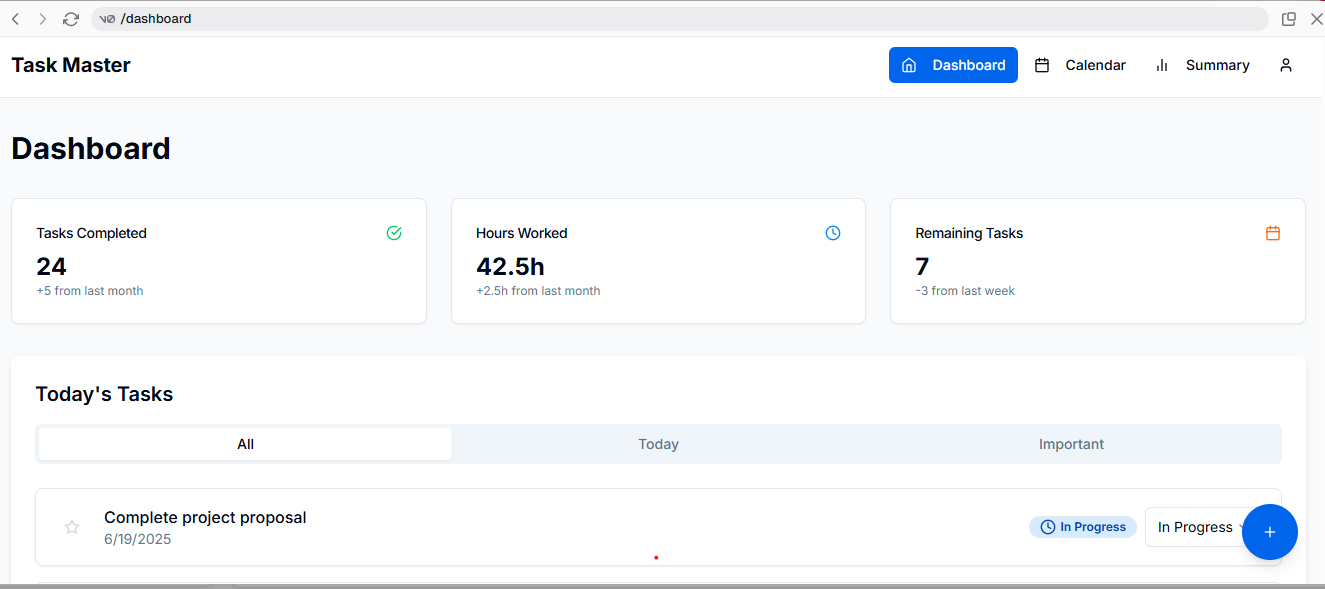 v0 /dashboard
Task Master
Dashboard Calendar Summary
Dashboard
Tasks Completed
24
+5 from last month
Hours Worked
42.5h
+2.5h from last month
Remaining Tasks
7
-3 from last week
Today's Tasks
All Today Important
Complete project proposal
6/19/2025
In Progress In Progress
+